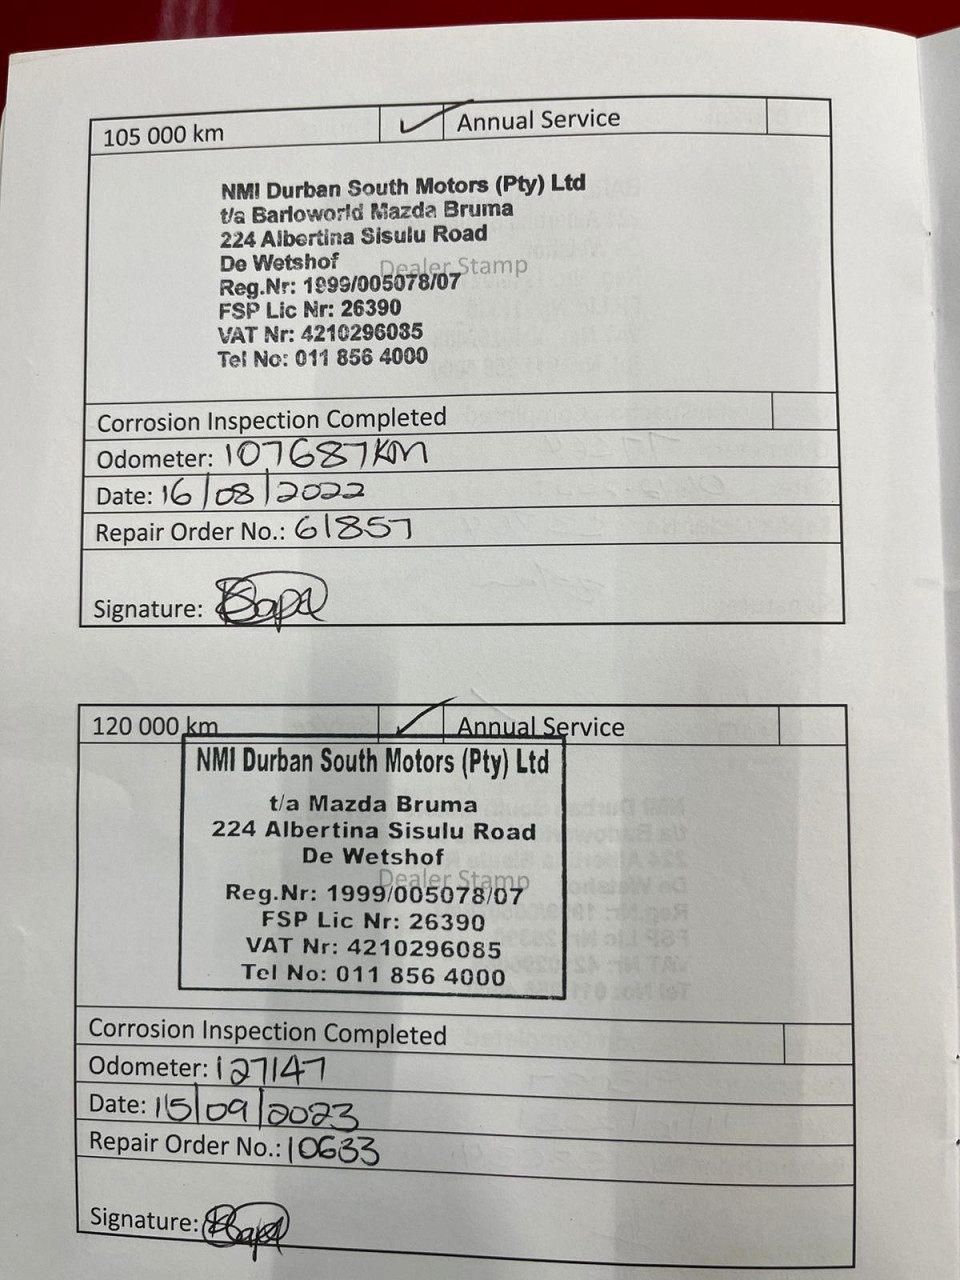 105 000 km Annual Service
NMI Durban South Motors (Pty) Ltd
t/a Barloworld Mazda Bruma
224 Albertina Sisulu Road
De Wetshof
Dealer Stamp
Reg.Nr: 1999/005078/07
FSP Lic Nr: 26390
VAT Nr: 4210296085
Tel No: 011 856 4000
Corrosion Inspection Completed
Odometer: 107687KM
Date: 16/08/2022
Repair Order No.: 61857
Signature:
120 000 km Annual Service
NMI Durban South Motors (Pty) Ltd
t/a Mazda Bruma
224 Albertina Sisulu Road
De Wetshof
Dealer Stamp
Reg.Nr: 1999/005078/07
FSP Lic Nr: 26390
VAT Nr: 4210296085
Tel No: 011 856 4000
Corrosion Inspection Completed
Odometer: 127147
Date: 15/09/2023
Repair Order No.: 10633
Signature: